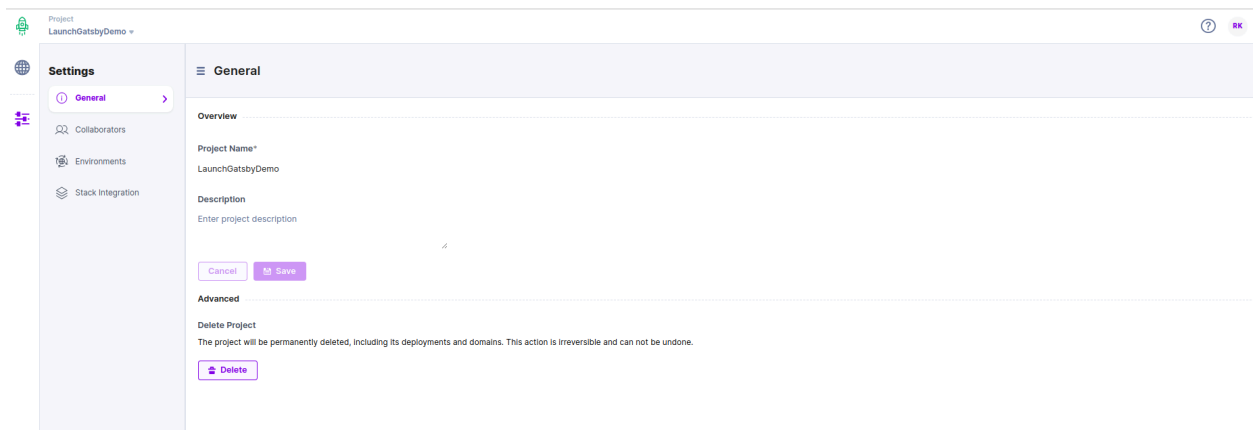 Project
LaunchGatsbyDemo
RK
Settings
General
Collaborators
Environments
Stack Integration
General
Overview
Project Name*
LaunchGatsbyDemo
Description
Enter project description
Cancel
Save
Advanced
Delete Project
The project will be permanently deleted, including its deployments and domains. This action is irreversible and can not be undone.
Delete